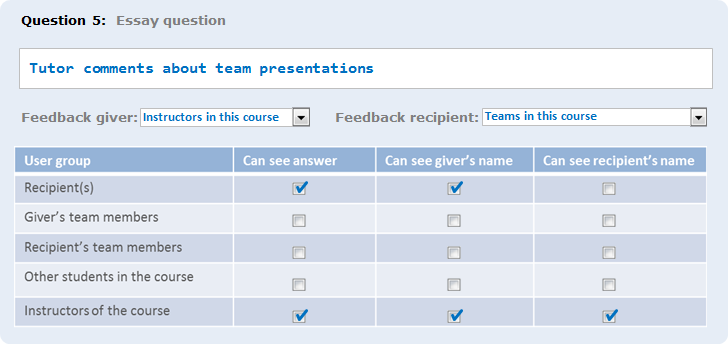 Question 5: Essay question
Tutor comments about team presentations
Feedback giver: Instructors in this course Feedback recipient: Teams in this course
User group Can see answer Can see giver's name Can see recipient's name
Recipient(s)
Giver's team members
Recipient's team members
Other students in the course
Instructors of the course